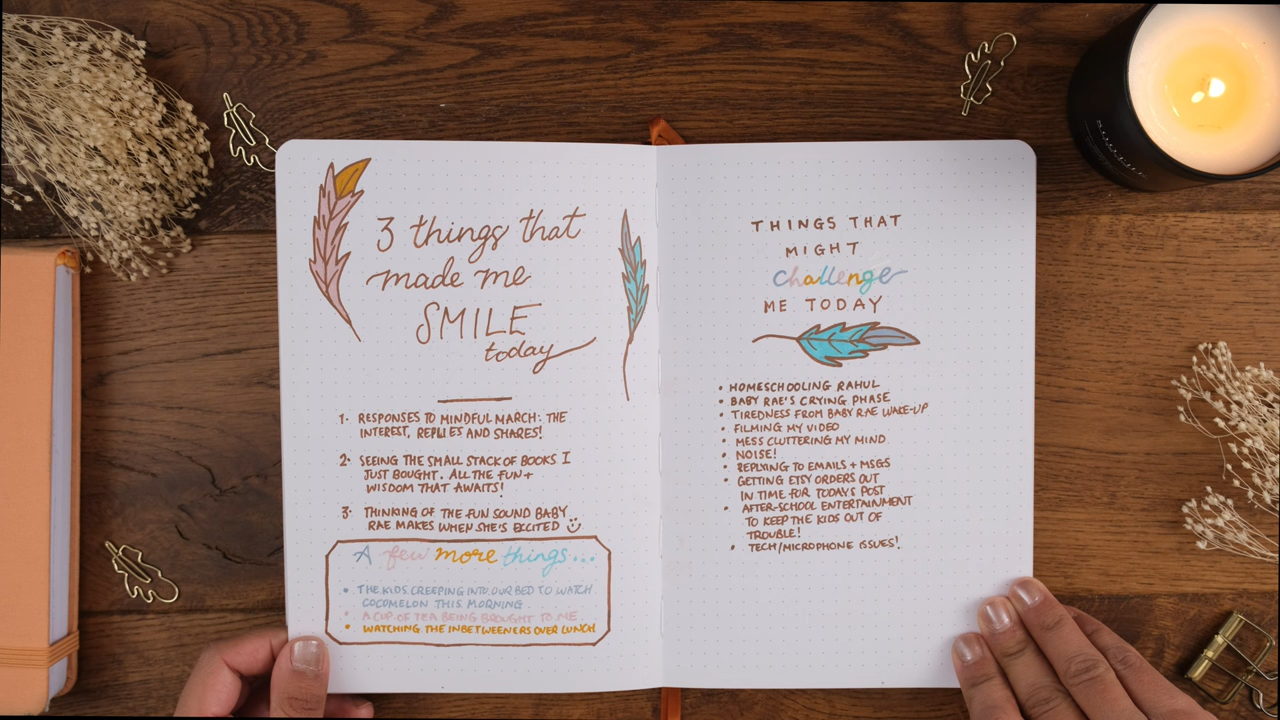 3 things that
made me
SMILE
today
1. RESPONSES TO MINDFUL MARCH: THE
INTEREST, REPLIES AND SHARES!
2. SEEING THE SMALL STACK OF BOOKS I
JUST BOUGHT. ALL THE FUN +
WISDOM THAT AWAITS!
3. THINKING OF THE FUN SOUND BABY
RAE MAKES WHEN SHE'S EXCITED
A few more things...
• THE KIDS CREEPING INTO OUR BED TO WATCH
COCOMELON THIS MORNING
• A CUP OF TEA BEING BROUGHT TO ME
• WATCHING THE INBETWEENERS OVER LUNCH
THINGS THAT
MIGHT
challenge
ME TODAY
• HOMESCHOOLING RAHUL
• BABY RAE'S CRYING PHASE
• TIREDNESS FROM BABY RAE WAKE-UP
• FILMING MY VIDEO
• MESS CLUTTERING MY MIND
• NOISE!
• REPLYING TO EMAILS + MSGS
• GETTING ETSY ORDERS OUT
IN TIME FOR TODAY'S POST
• AFTER-SCHOOL ENTERTAINMENT
TO KEEP THE KIDS OUT OF
TROUBLE!
• TECH/MICROPHONE ISSUES!